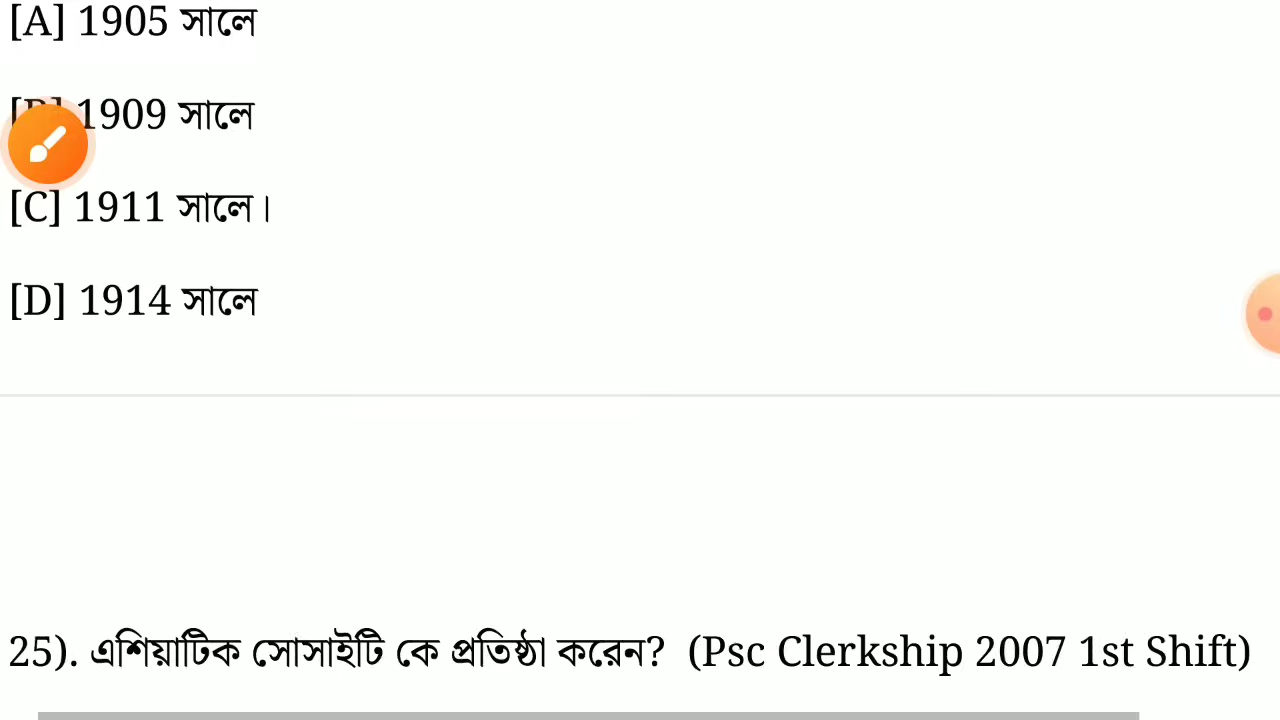 [A] 1905 সালে
1909 সালে
[C] 1911 সালে।
[D] 1914 সালে
25). এশিয়াটিক সোসাইটি কে প্রতিষ্ঠা করেন? (Psc Clerkship 2007 1st Shift)